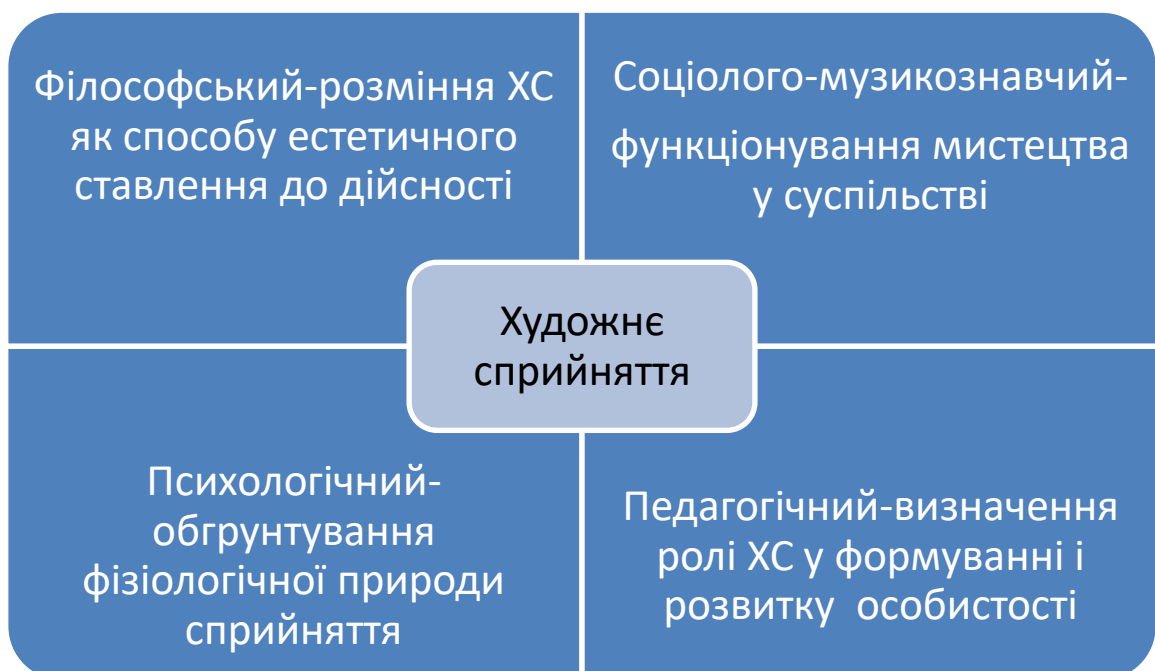 Філософський-розміння ХС
як способу естетичного
ставлення до дійсності
Соціолого-музикознавчий-
функціонування мистецтва
у суспільстві
Художнє
сприйняття
Психологічний-
обгрунтування
фізіологічної природи
сприйняття
Педагогічний-визначення
ролі ХС у формуванні і
розвитку особистості